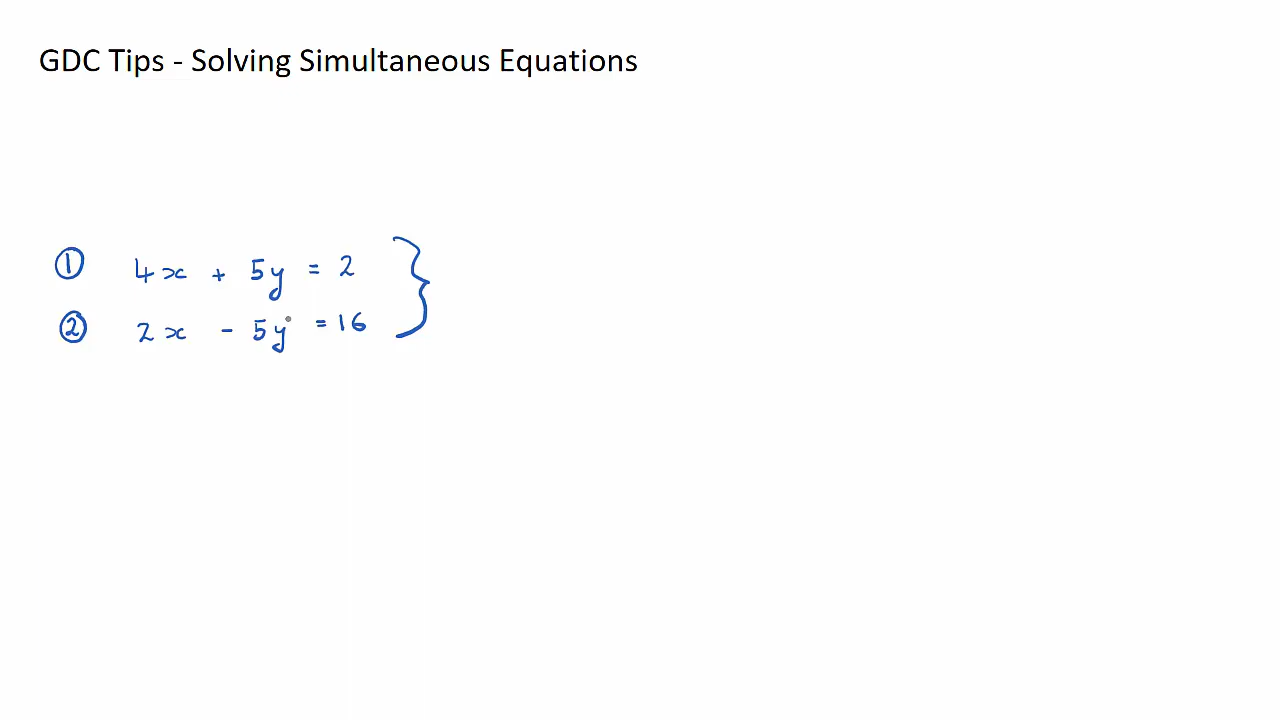 GDC Tips - Solving Simultaneous Equations
① 4x + 5y = 2
② 2x - 5y = 16